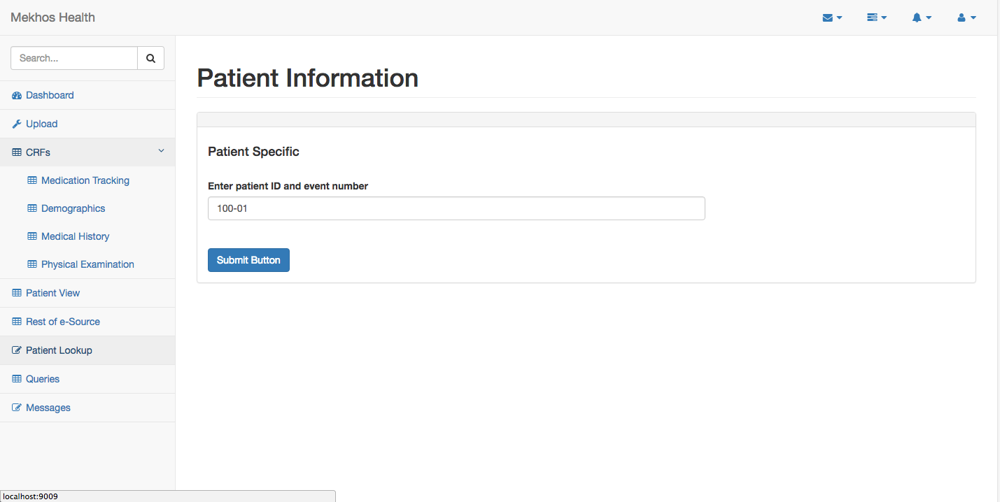 Mekhos Health
Search...
Dashboard
Upload
CRFs
Medication Tracking
Demographics
Medical History
Physical Examination
Patient View
Rest of e-Source
Patient Lookup
Queries
Messages
Patient Information
Patient Specific
Enter patient ID and event number
100-01
Submit Button
localhost:9009